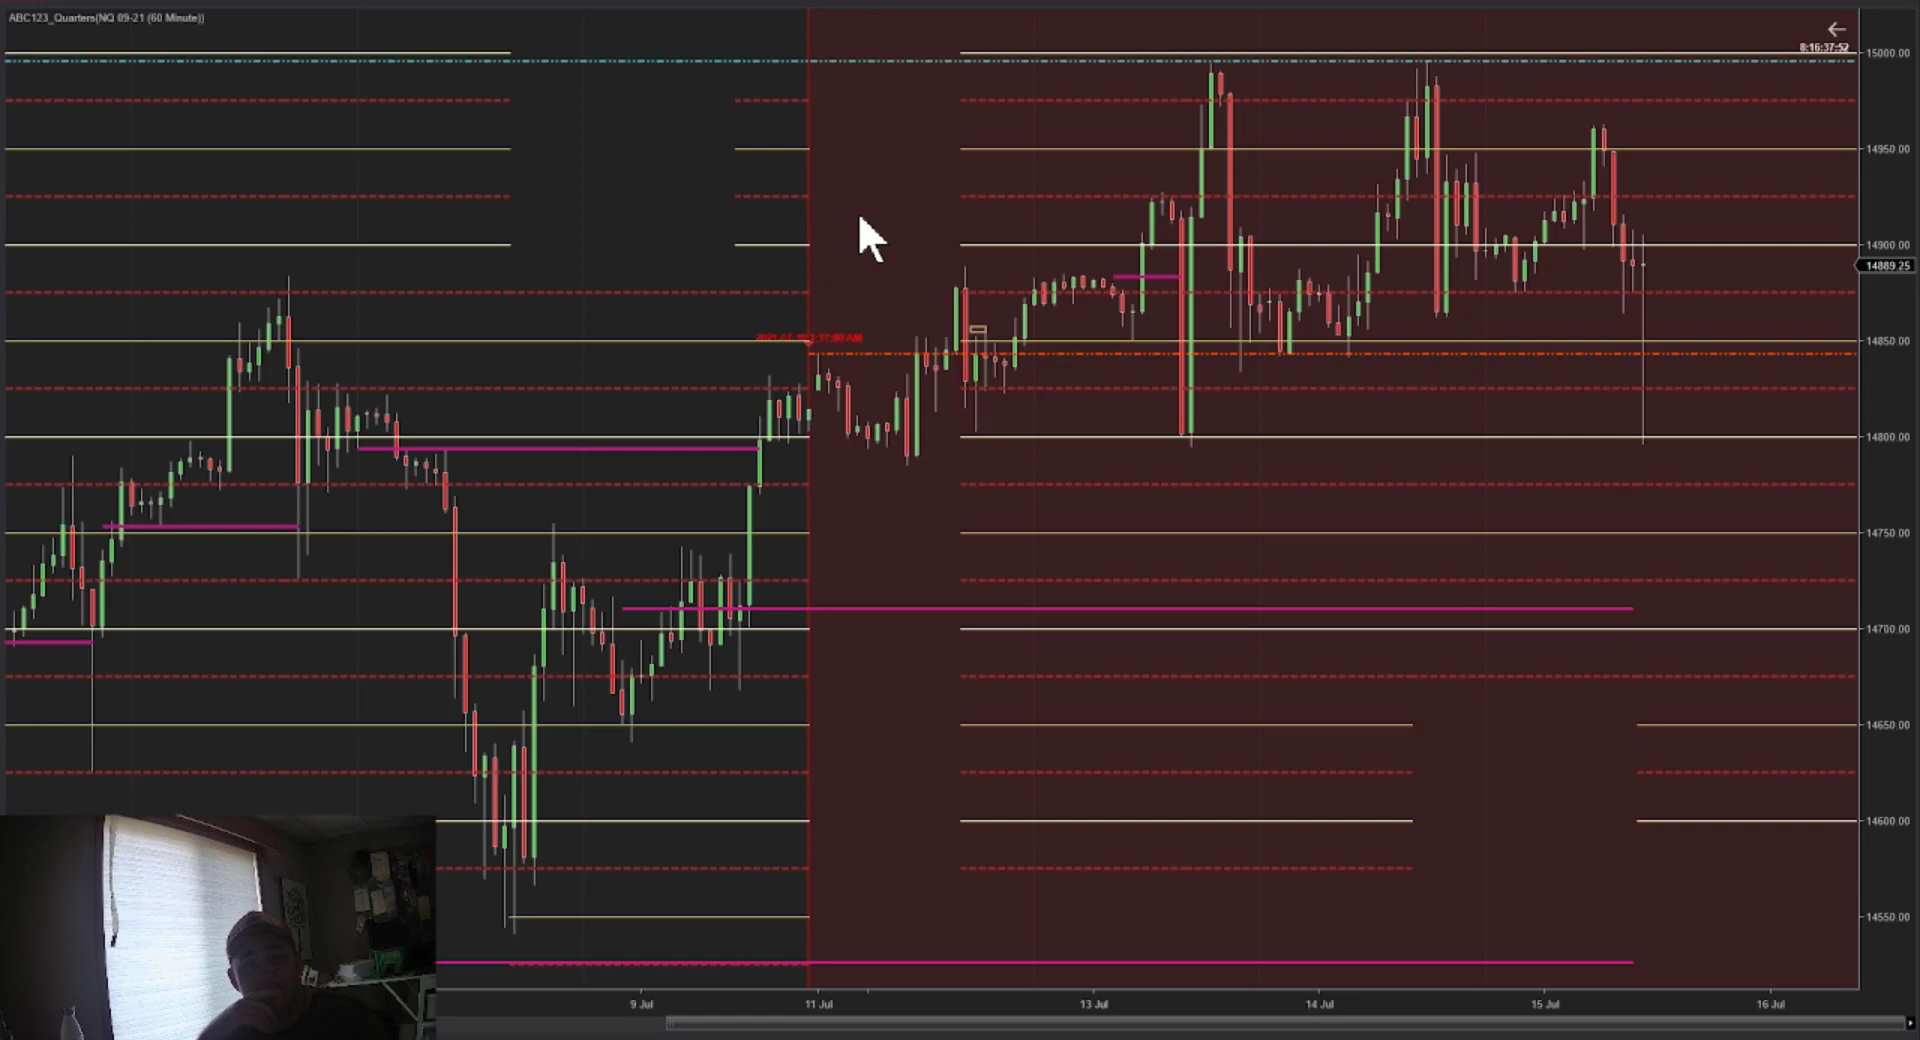 ABC123_Quarters(NQ 09-21 (60 Minute))
8:16:37:52
15000.00
14950.00
14900.00
14889.25
14850.00
14800.00
14750.00
14700.00
14650.00
14600.00
14550.00
9 Jul
11 Jul
13 Jul
14 Jul
15 Jul
16 Jul